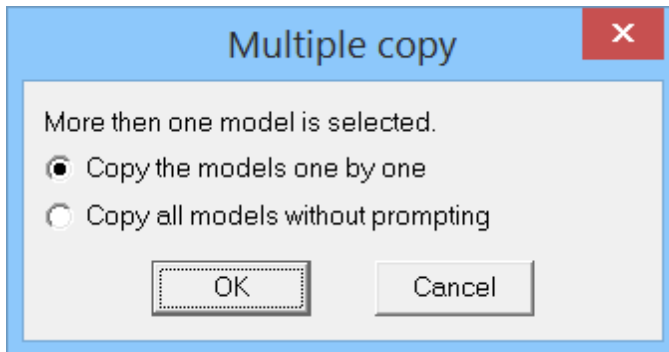 Multiple copy
More then one model is selected.
Copy the models one by one
Copy all models without prompting
OK
Cancel